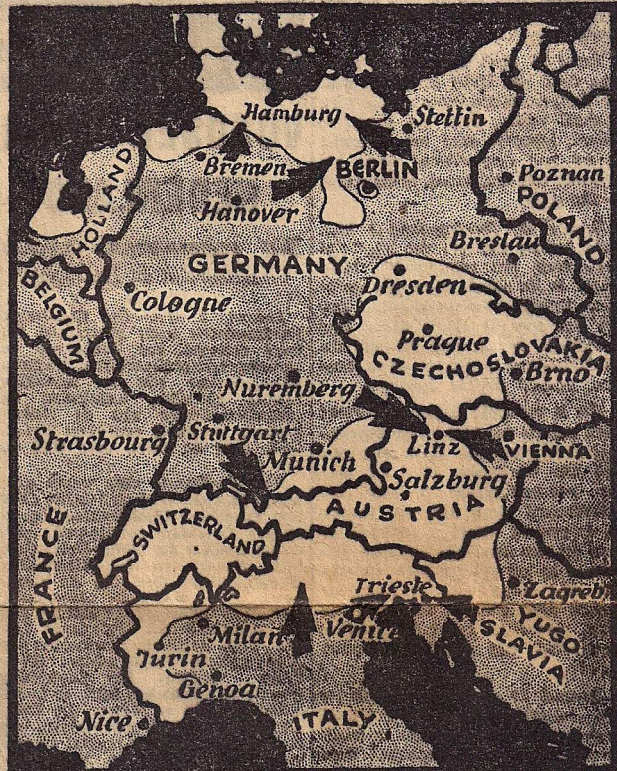 Hamburg
Stettin
Bremen
BERLIN
Poznan
HOLLAND
Hanover
POLAND
Breslau
GERMANY
Dresden
BELGIUM
Cologne
Prague
CZECHOSLOVAKIA
Brno
Nuremberg
Strasbourg
Stuttgart
Linz
VIENNA
Munich
Salzburg
AUSTRIA
SWITZERLAND
FRANCE
Trieste
Zagreb
Milan
Venice
YUGO
SLAVIA
Turin
Genoa
Nice
ITALY